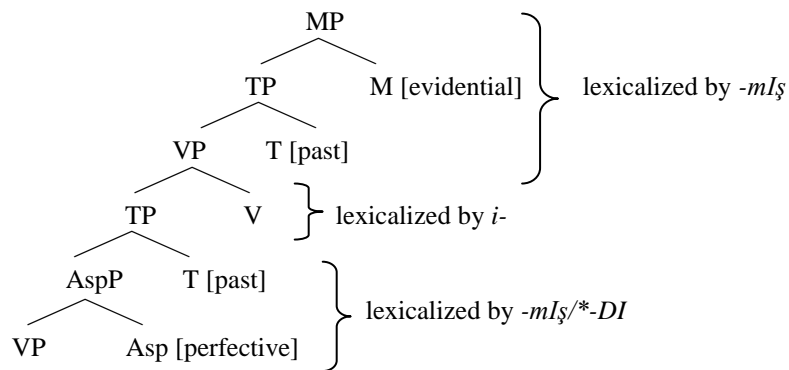 MP
TP M [evidential] lexicalized by -mIş
VP T [past]
TP V lexicalized by i-
AspP T [past]
lexicalized by -mIş/*-DI
VP Asp [perfective]